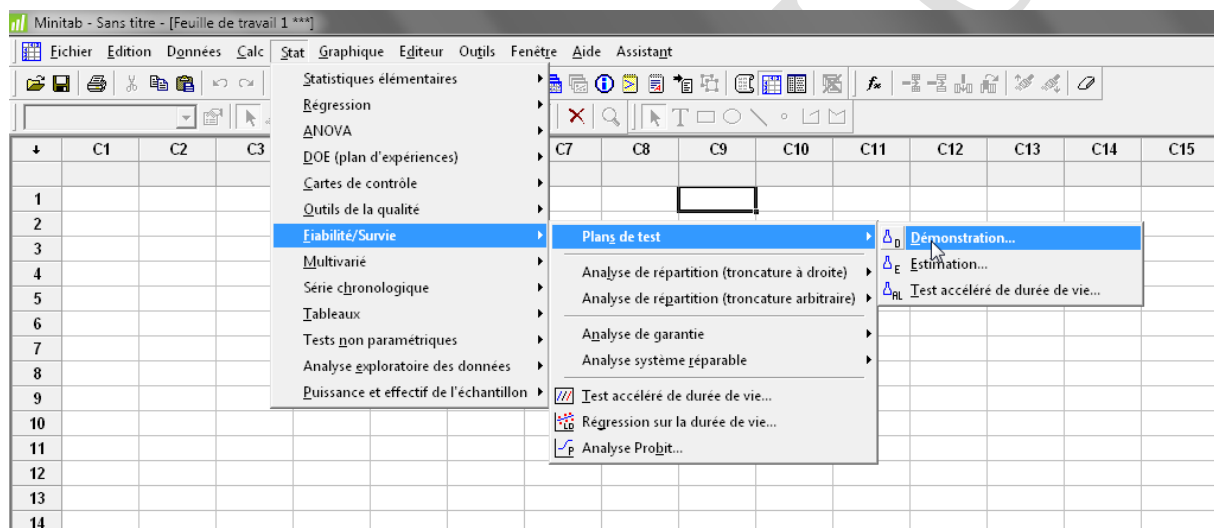 Minitab - Sans titre - [Feuille de travail 1 ***]
Fichier Edition Données Calc Stat Graphique Editeur Outils Fenêtre Aide Assistant
Statistiques élémentaires
Régression
ANOVA
DOE (plan d'expériences)
Cartes de contrôle
Outils de la qualité
Fiabilité/Survie
Multivarié
Série chronologique
Tableaux
Tests non paramétriques
Analyse exploratoire des données
Puissance et effectif de l'échantillon
Plans de test
Analyse de répartition (troncature à droite)
Analyse de répartition (troncature arbitraire)
Analyse de garantie
Analyse système réparable
Test accéléré de durée de vie...
Régression sur la durée de vie...
Analyse Probit...
D Démonstration...
E Estimation...
AL Test accéléré de durée de vie...
C1 C2 C3 C7 C8 C9 C10 C11 C12 C13 C14 C15
1
2
3
4
5
6
7
8
9
10
11
12
13
14